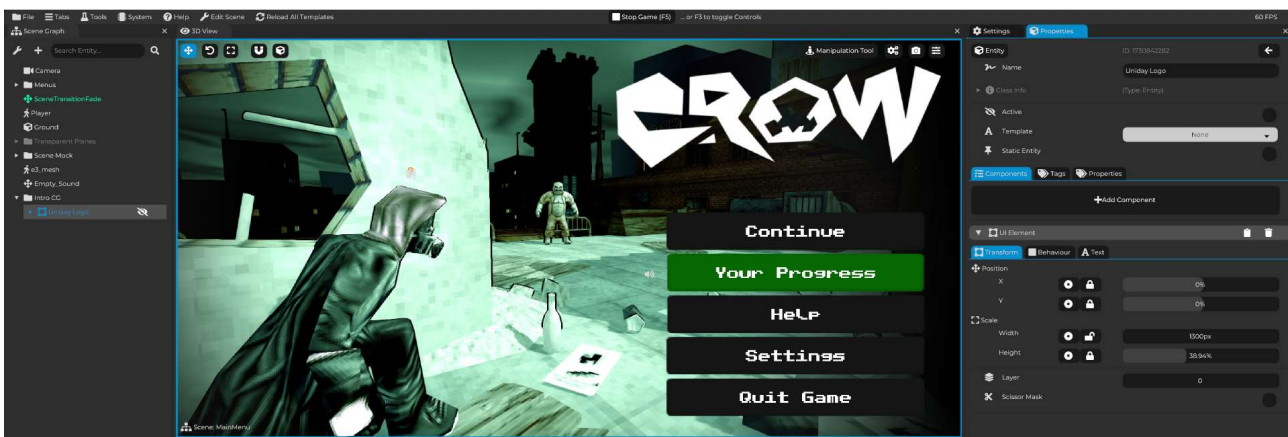 File Tabs Tools System Help Edit Scene Reload All Templates Stop Game (F5) ... or F3 to toggle Controls 60 FPS
Scene Graph
Search Entity...
Camera
Menus
SceneTransitionFade
Player
Ground
Transparent Planes
Scene Mock
e3_mesh
Empty_Sound
Intro CG
Uniday Logo
3D View
Manipulation Tool
CROW
Continue
Your Progress
Help
Settings
Quit Game
Scene: MainMenu
Settings Properties
Entity ID: 1730842282
Name Uniday Logo
Class Info (Type: Entity)
Active
Template None
Static Entity
Components Tags Properties
+Add Component
UI Element
Transform Behaviour Text
Position
X 0%
Y 0%
Scale
Width 1300px
Height 38.94%
Layer 0
Scissor Mask